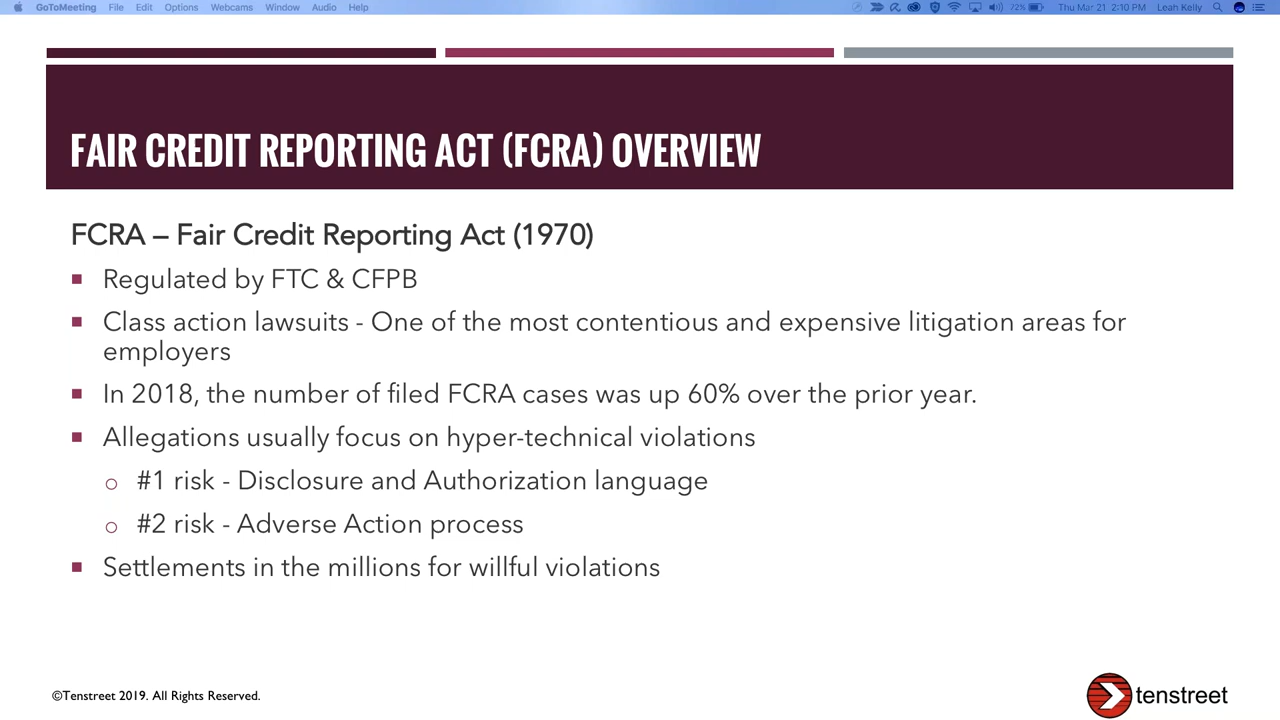 GoToMeeting File Edit Options Webcams Window Audio Help 72% Thu Mar 21 2:10 PM Leah Kelly
FAIR CREDIT REPORTING ACT (FCRA) OVERVIEW
FCRA – Fair Credit Reporting Act (1970)
Regulated by FTC & CFPB
Class action lawsuits - One of the most contentious and expensive litigation areas for
employers
In 2018, the number of filed FCRA cases was up 60% over the prior year.
Allegations usually focus on hyper-technical violations
#1 risk - Disclosure and Authorization language
#2 risk - Adverse Action process
Settlements in the millions for willful violations
©Tenstreet 2019. All Rights Reserved.
tenstreet